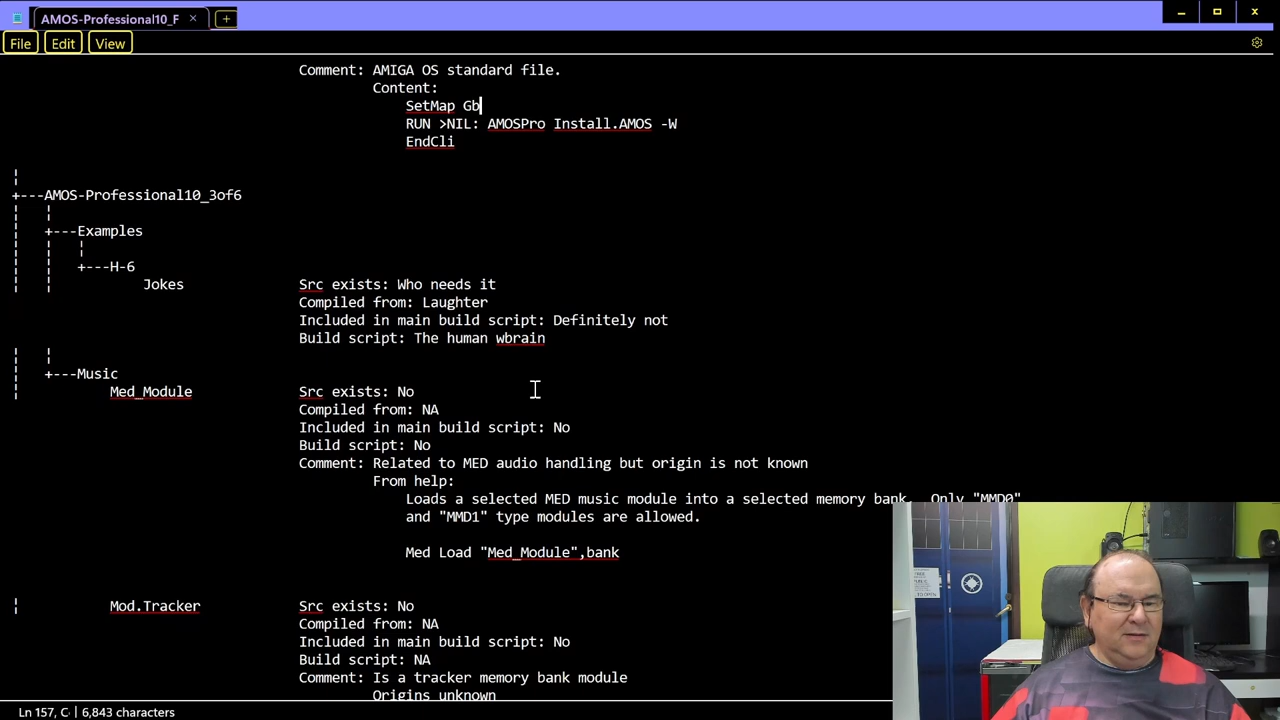 AMOS-Professional10_F
File
Edit
View
Comment: AMIGA OS standard file.
Content:
SetMap Gb
RUN >NIL: AMOSPro Install.AMOS -W
EndCli
+---AMOS-Professional10_3of6
+---Examples
+---H-6
Jokes Src exists: Who needs it
Compiled from: Laughter
Included in main build script: Definitely not
Build script: The human wbrain
+---Music
Med_Module Src exists: No
Compiled from: NA
Included in main build script: No
Build script: No
Comment: Related to MED audio handling but origin is not known
From help:
Loads a selected MED music module into a selected memory bank. Only "MMD0"
and "MMD1" type modules are allowed.
Med Load "Med_Module",bank
Mod.Tracker Src exists: No
Compiled from: NA
Included in main build script: No
Build script: NA
Comment: Is a tracker memory bank module
Origins unknown
Ln 157, C 6,843 characters